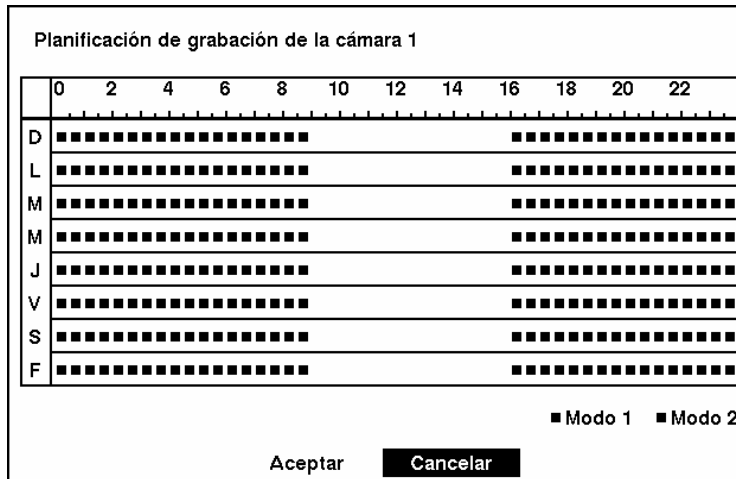 Planificación de grabación de la cámara 1
0 2 4 6 8 10 12 14 16 18 20 22
D
L
M
M
J
V
S
F
Modo 1 Modo 2
Aceptar Cancelar